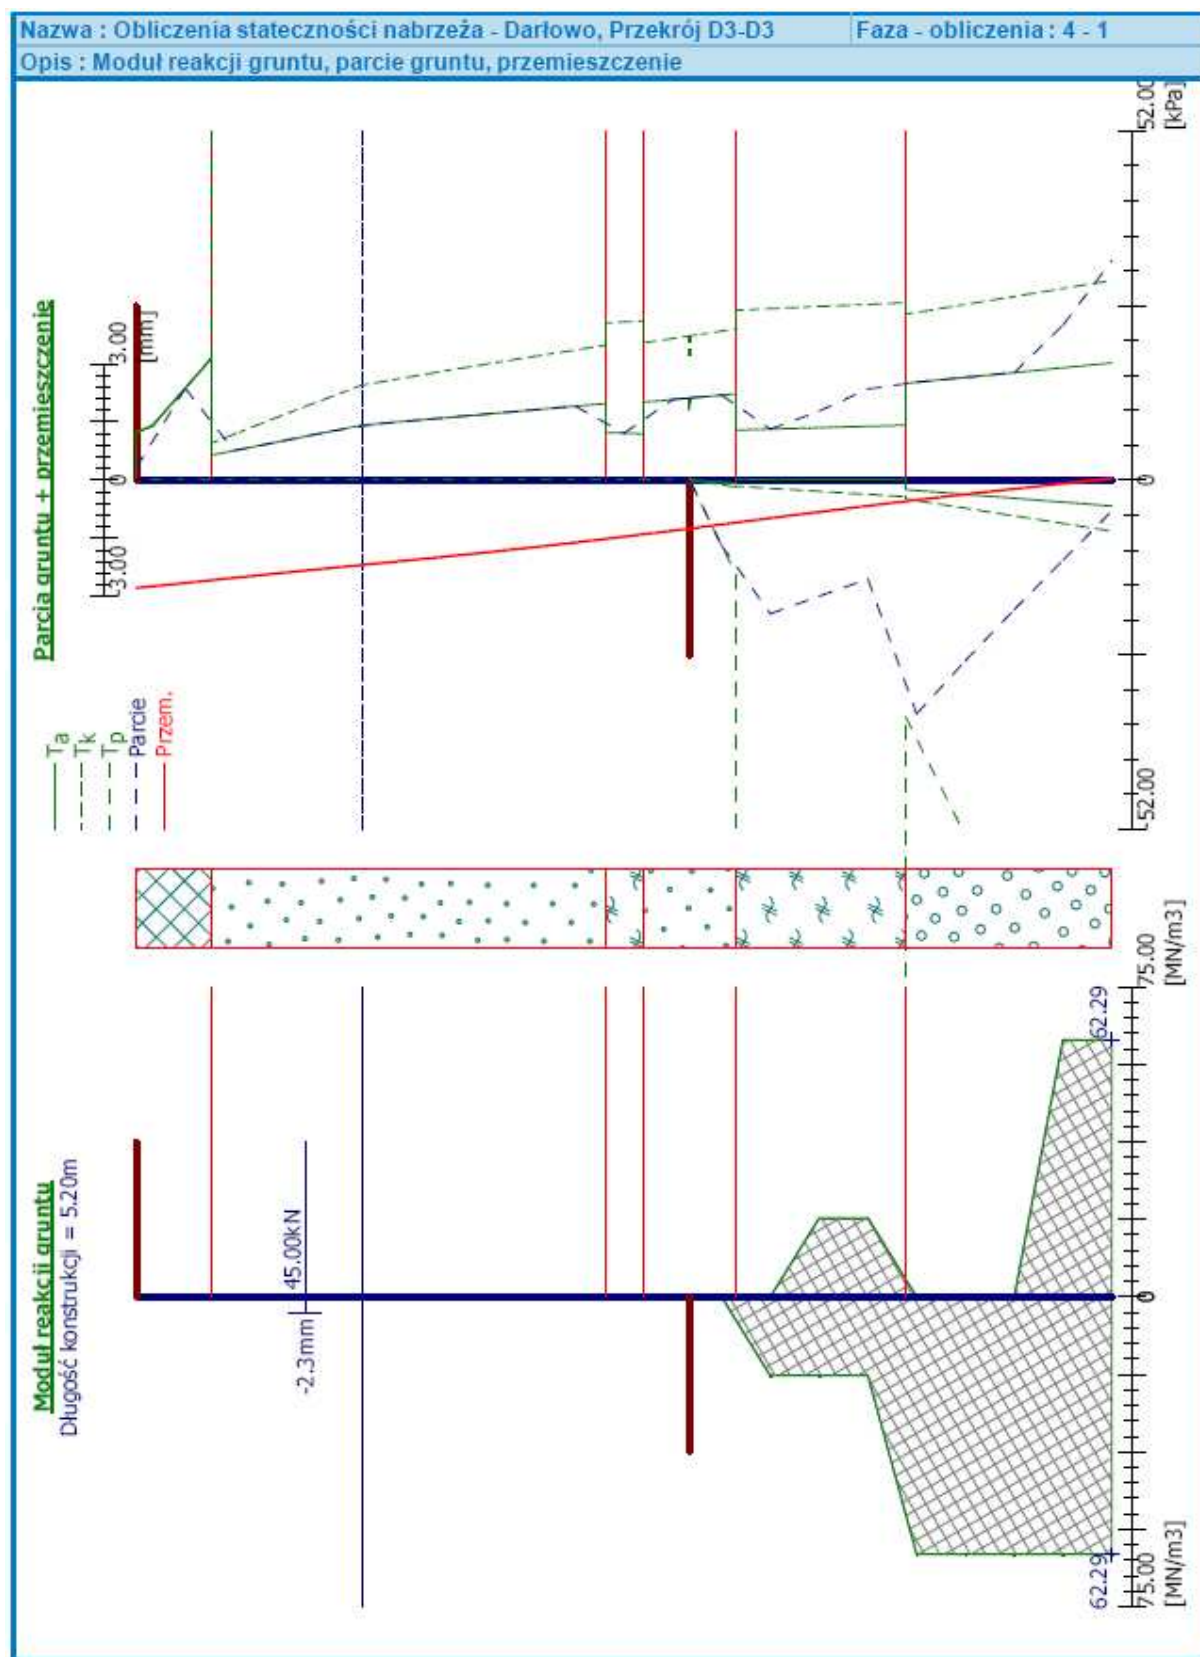 Nazwa : Obliczenia stateczności nabrzeża - Darłowo, Przekrój D3-D3
Faza - obliczenia : 4 - 1
Opis : Moduł reakcji gruntu, parcie gruntu, przemieszczenie
Moduł reakcji gruntu
Długość konstrukcji = 5.20m
45.00kN
-2.3mm
75.00
[MN/m3]
62.29
0
62.29
75.00
[MN/m3]
Parcia gruntu + przemieszczenie
3.00
[mm]
0
-3.00
Ta
Tk
Tp
Parcie
Przem.
52.00
[kPa]
0
52.00